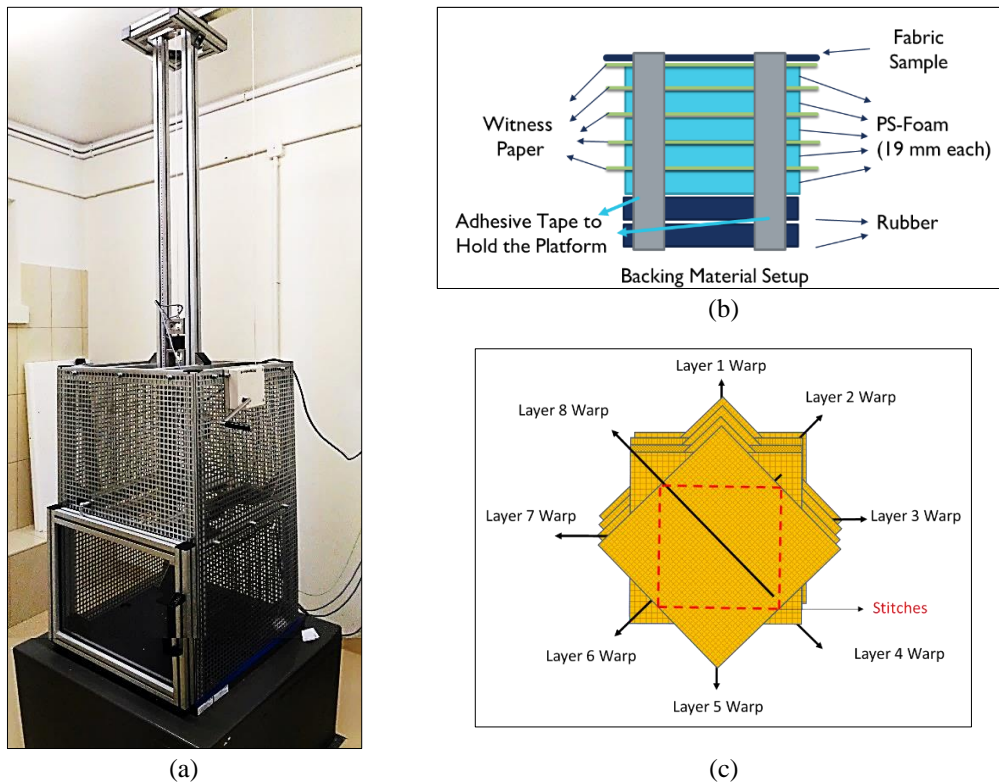 Fabric
Sample
Witness
Paper
PS-Foam
(19 mm each)
Adhesive Tape to
Hold the Platform
Rubber
Backing Material Setup
(b)
Layer 1 Warp
Layer 8 Warp
Layer 2 Warp
Layer 7 Warp
Layer 3 Warp
Stitches
Layer 6 Warp
Layer 4 Warp
Layer 5 Warp
(a)
(c)